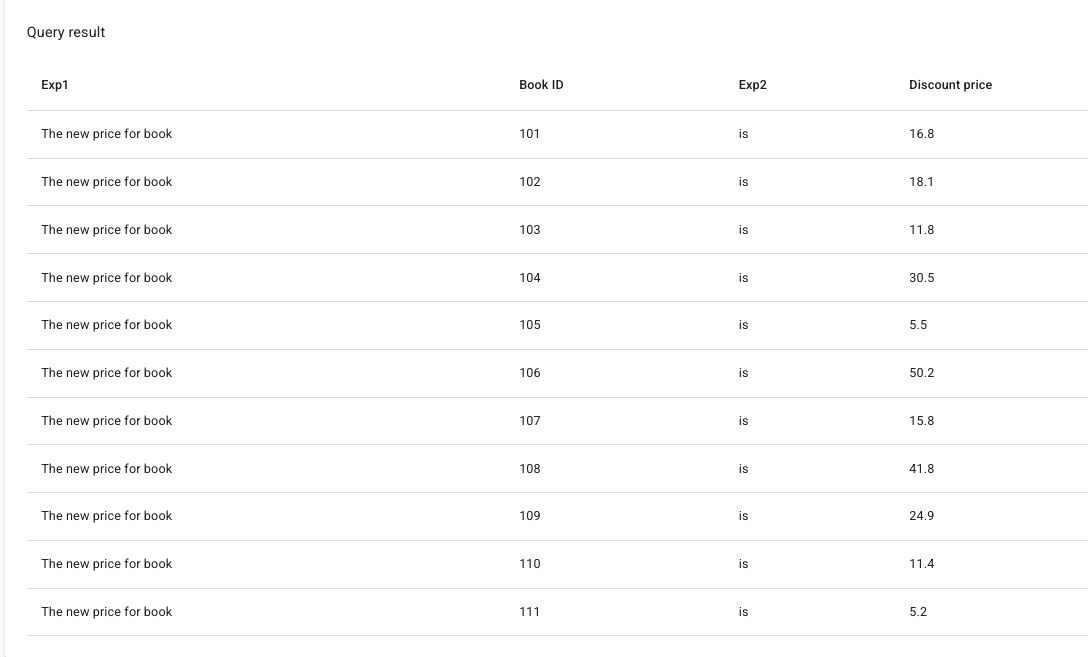 Query result
Exp1 Book ID Exp2 Discount price
The new price for book 101 is 16.8
The new price for book 102 is 18.1
The new price for book 103 is 11.8
The new price for book 104 is 30.5
The new price for book 105 is 5.5
The new price for book 106 is 50.2
The new price for book 107 is 15.8
The new price for book 108 is 41.8
The new price for book 109 is 24.9
The new price for book 110 is 11.4
The new price for book 111 is 5.2